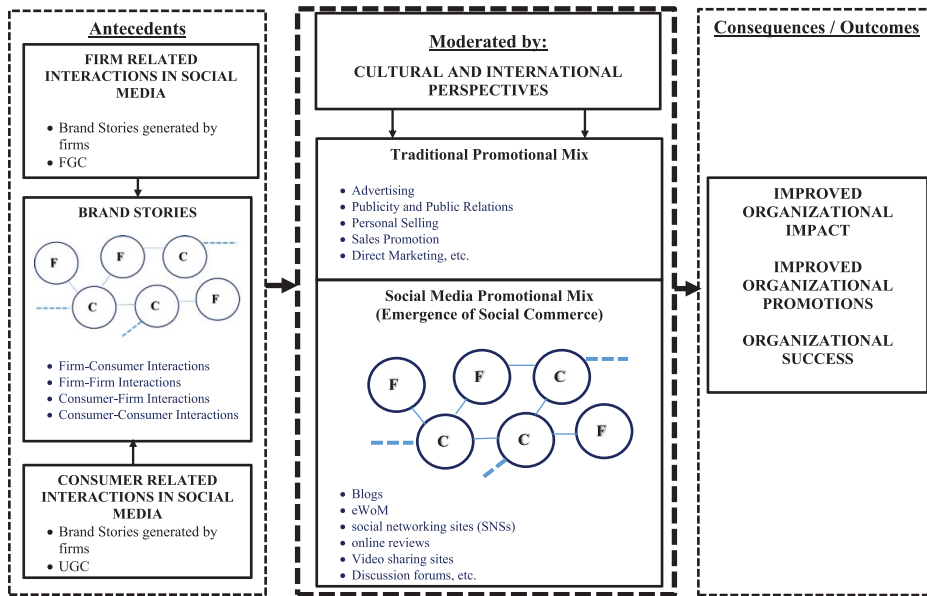 Antecedents
FIRM RELATED
INTERACTIONS IN SOCIAL
MEDIA
• Brand Stories generated by
firms
• FGC
BRAND STORIES
F
F
C
C
C
F
• Firm-Consumer Interactions
• Firm-Firm Interactions
• Consumer-Firm Interactions
• Consumer-Consumer Interactions
CONSUMER RELATED
INTERACTIONS IN SOCIAL
MEDIA
• Brand Stories generated by
firms
• UGC
Moderated by:
CULTURAL AND INTERNATIONAL
PERSPECTIVES
Traditional Promotional Mix
• Advertising
• Publicity and Public Relations
• Personal Selling
• Sales Promotion
• Direct Marketing, etc.
Social Media Promotional Mix
(Emergence of Social Commerce)
F
F
C
C
C
F
• Blogs
• eWoM
• social networking sites (SNSs)
• online reviews
• Video sharing sites
• Discussion forums, etc.
Consequences / Outcomes
IMPROVED
ORGANIZATIONAL
IMPACT
IMPROVED
ORGANIZATIONAL
PROMOTIONS
ORGANIZATIONAL
SUCCESS